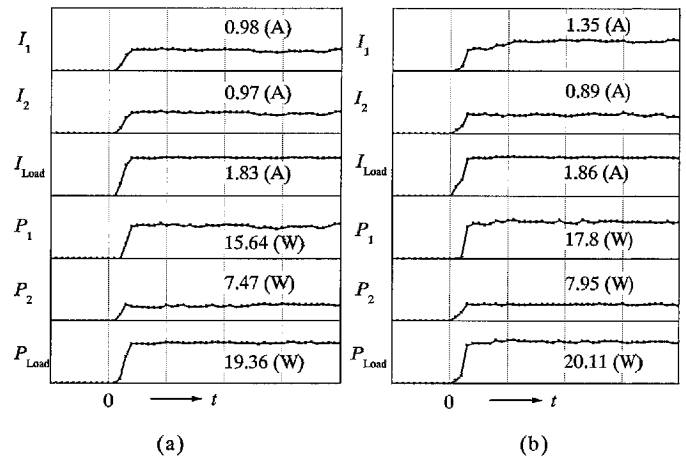 I1 0.98 (A)
I2 0.97 (A)
ILoad 1.83 (A)
P1 15.64 (W)
P2 7.47 (W)
PLoad 19.36 (W)
0 t
(a)
I1 1.35 (A)
I2 0.89 (A)
ILoad 1.86 (A)
P1 17.8 (W)
P2 7.95 (W)
PLoad 20.11 (W)
0 t
(b)